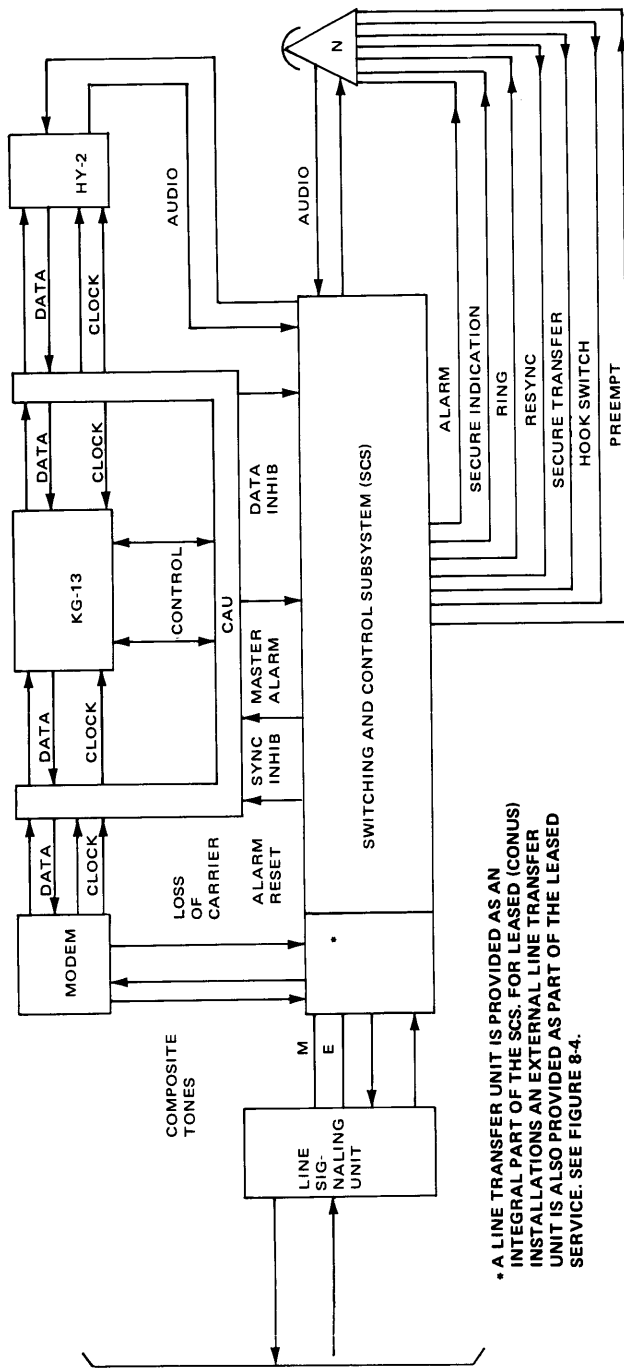 HY-2
DATA
CLOCK
AUDIO
AUDIO
N
DATA
CLOCK
KG-13
CONTROL
CAU
DATA
INHIB
MASTER
ALARM
SYNC
INHIB
ALARM
RESET
DATA
CLOCK
DATA
CLOCK
LOSS
OF
CARRIER
MODEM
COMPOSITE
TONES
SWITCHING AND CONTROL SUBSYSTEM (SCS)
*
M
E
LINE
SIG-
NALING
UNIT
ALARM
SECURE INDICATION
RING
RESYNC
SECURE TRANSFER
HOOK SWITCH
PREEMPT
* A LINE TRANSFER UNIT IS PROVIDED AS AN
INTEGRAL PART OF THE SCS. FOR LEASED (CONUS)
INSTALLATIONS AN EXTERNAL LINE TRANSFER
UNIT IS ALSO PROVIDED AS PART OF THE LEASED
SERVICE. SEE FIGURE 8-4.